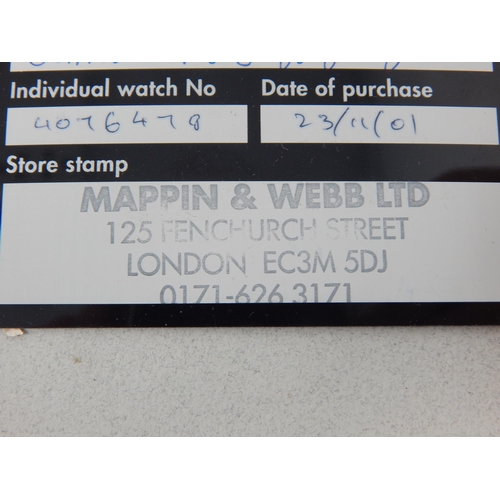 Individual watch No Date of purchase
4076478 23/11/01
Store stamp
MAPPIN & WEBB LTD
125 FENCHURCH STREET
LONDON EC3M 5DJ
0171-626 3171